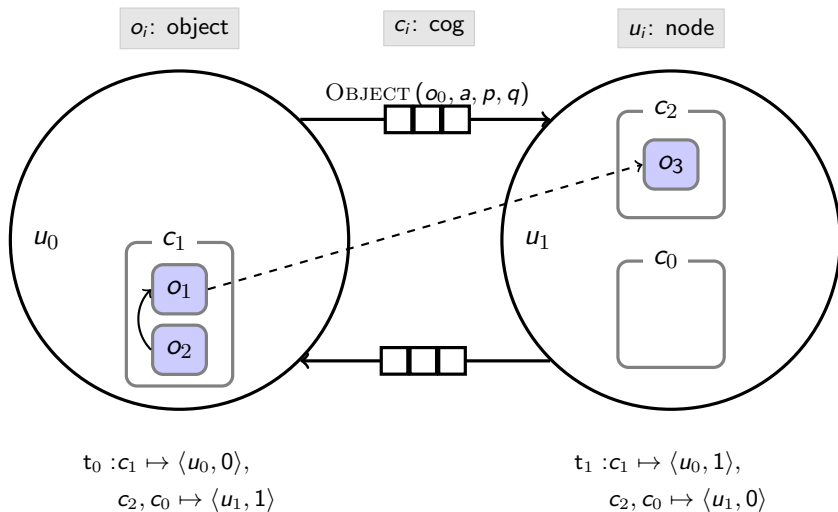 oᵢ: object
cᵢ: cog
uᵢ: node
OBJECT (o₀, a, p, q)
c₂
o₃
u₀
c₁
u₁
c₀
o₁
o₂
t₀ :c₁ ↦ ⟨u₀, 0⟩,
c₂, c₀ ↦ ⟨u₁, 1⟩
t₁ :c₁ ↦ ⟨u₀, 1⟩,
c₂, c₀ ↦ ⟨u₁, 0⟩